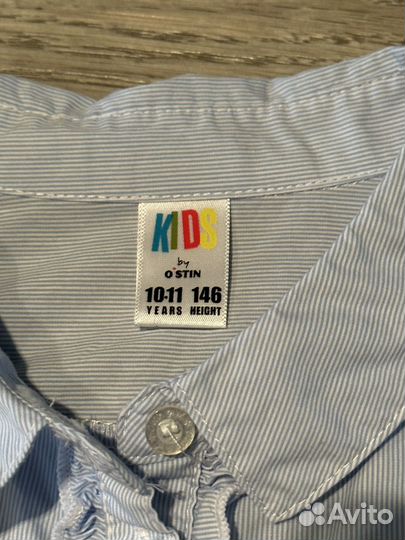 KIDS
by
O'STIN
10-11 146
YEARS HEIGHT
Avito